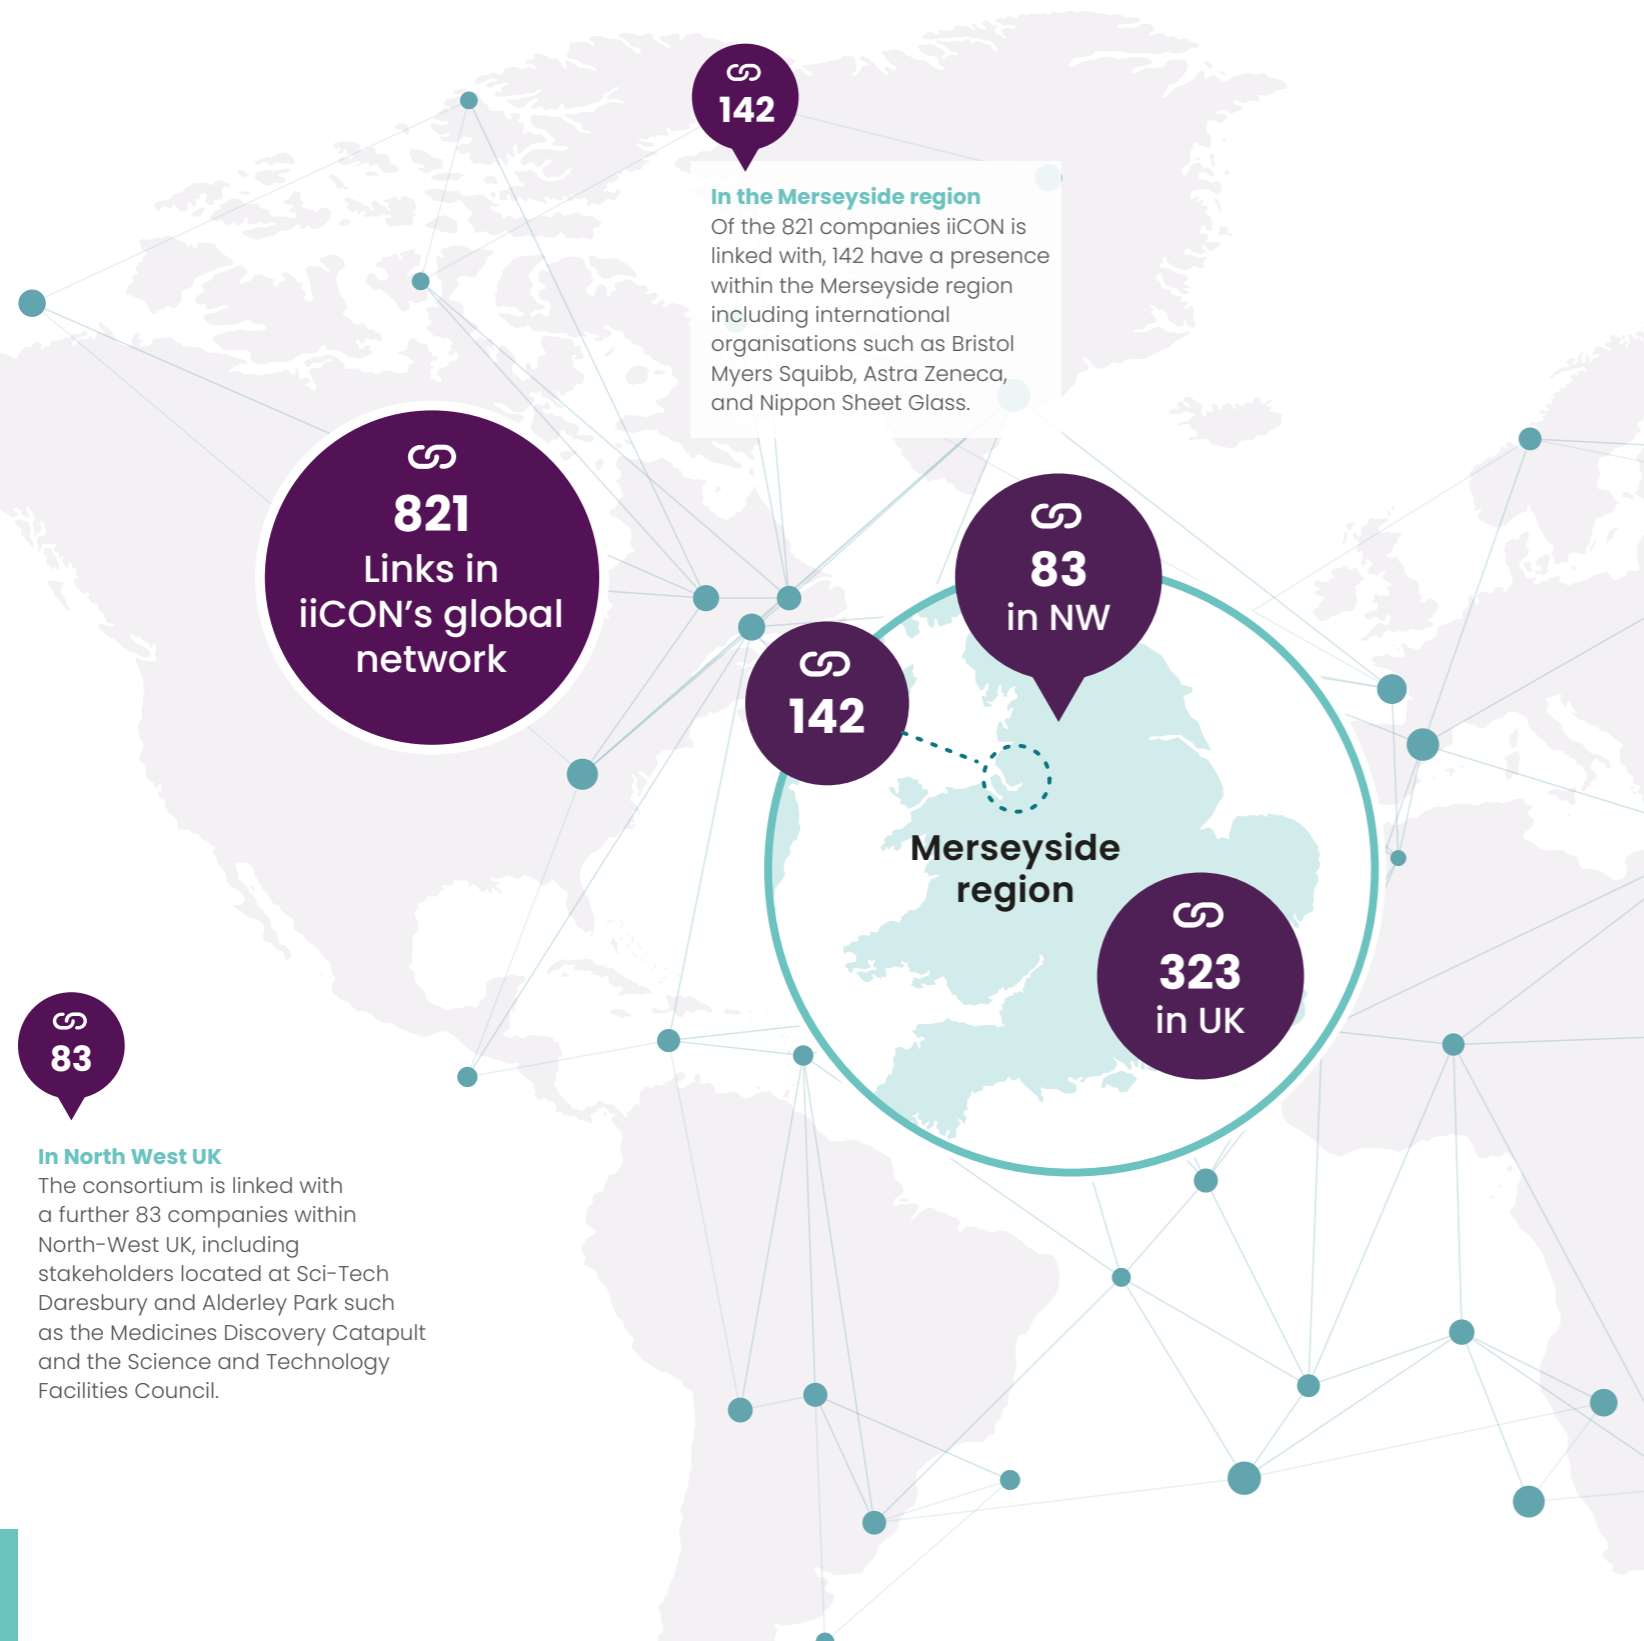 142
In the Merseyside region
Of the 821 companies iiCON is
linked with, 142 have a presence
within the Merseyside region
including international
organisations such as Bristol
Myers Squibb, Astra Zeneca,
and Nippon Sheet Glass.
821
Links in
iiCON’s global
network
83
in NW
142
Merseyside
region
323
in UK
83
In North West UK
The consortium is linked with
a further 83 companies within
North-West UK, including
stakeholders located at Sci-Tech
Daresbury and Alderley Park such
as the Medicines Discovery Catapult
and the Science and Technology
Facilities Council.